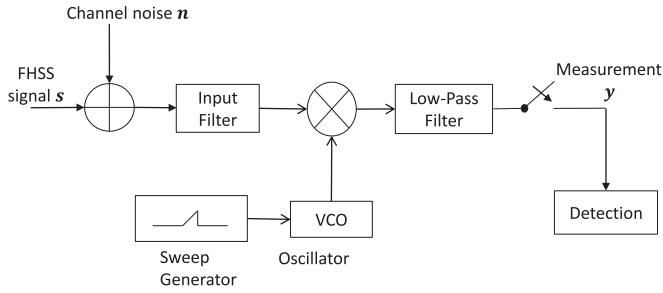 Channel noise n
FHSS
signal s
Input
Filter
Low-Pass
Filter
Measurement
y
Detection
VCO
Sweep
Generator
Oscillator